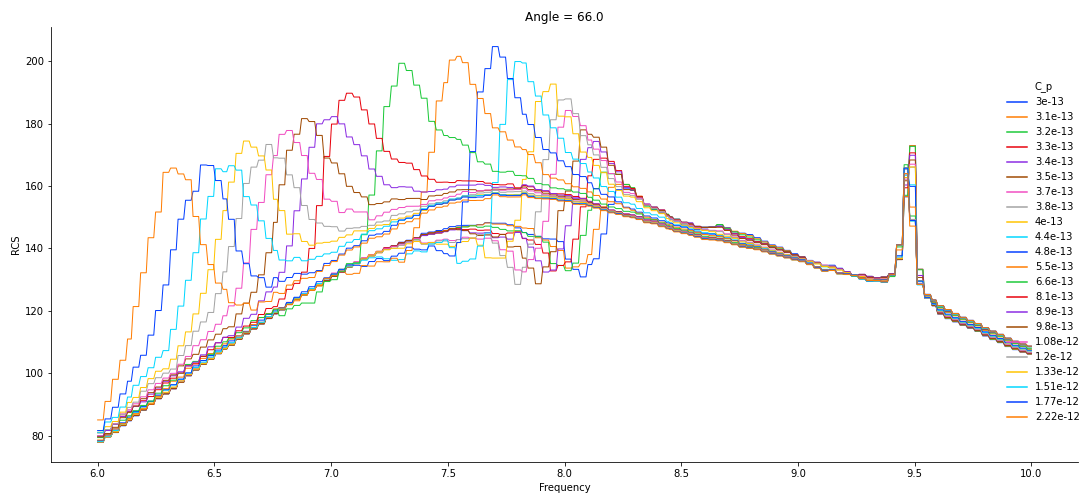 Angle = 66.0
RCS
200
180
160
140
120
100
80
6.0 6.5 7.0 7.5 8.0 8.5 9.0 9.5 10.0
Frequency
C_p
3e-13
3.1e-13
3.2e-13
3.3e-13
3.4e-13
3.5e-13
3.7e-13
3.8e-13
4e-13
4.4e-13
4.8e-13
5.5e-13
6.6e-13
8.1e-13
8.9e-13
9.8e-13
1.08e-12
1.2e-12
1.33e-12
1.51e-12
1.77e-12
2.22e-12